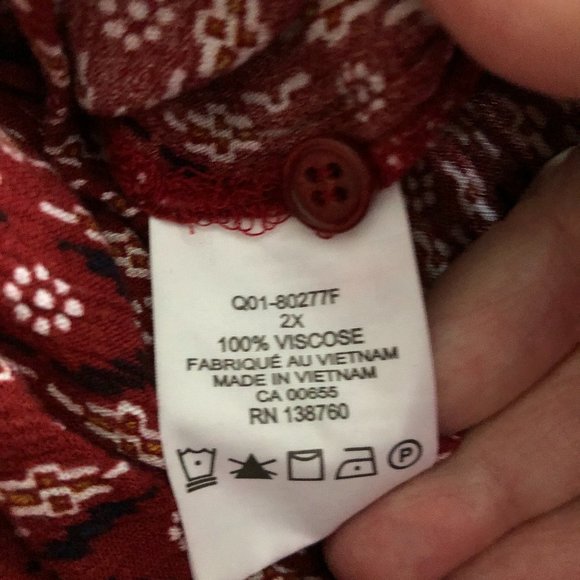 Q01-80277F
2X
100% VISCOSE
FABRIQUÉ AU VIETNAM
MADE IN VIETNAM
CA 00655
RN 138760
P